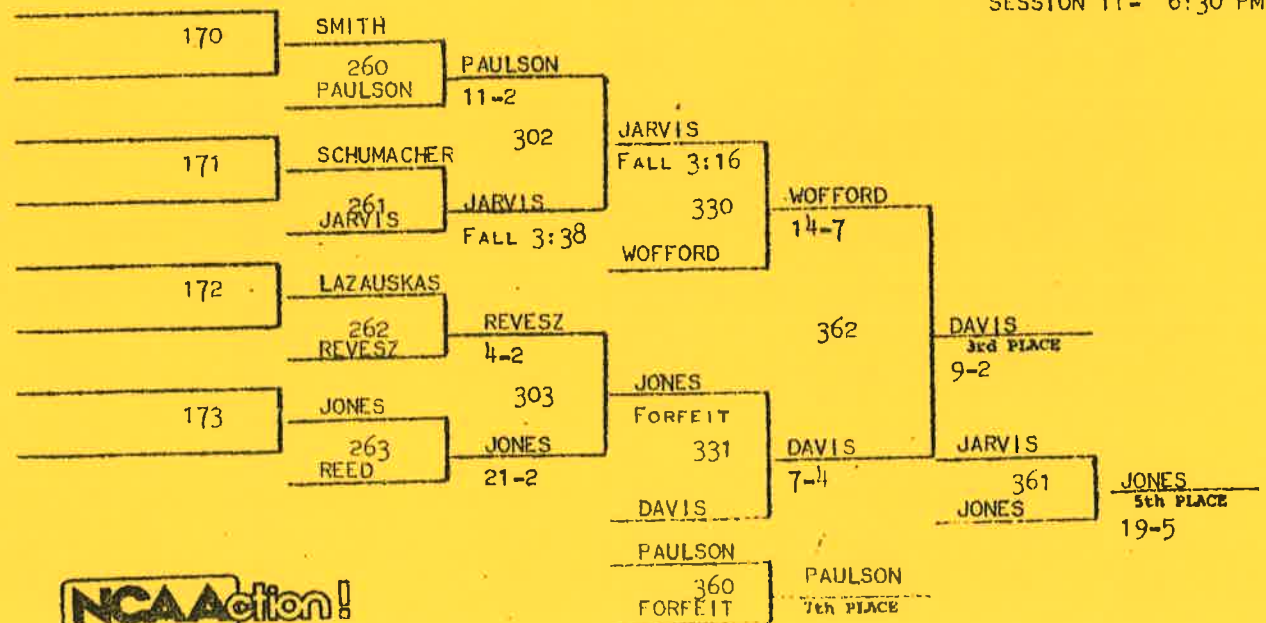 SESSION II- 6:30 PM
170
SMITH
260
PAULSON
PAULSON
11-2
302
171
SCHUMACHER
261
JARVIS
JARVIS
FALL 3:38
JARVIS
FALL 3:16
330
WOFFORD
WOFFORD
14-7
172
LAZAUSKAS
262
REVESZ
REVESZ
4-2
303
173
JONES
263
REED
JONES
21-2
JONES
FORFEIT
331
DAVIS
DAVIS
7-4
362
DAVIS
3rd PLACE
9-2
JARVIS
361
JONES
JONES
5th PLACE
19-5
PAULSON
360
FORFEIT
PAULSON
7th PLACE
NCAAction!